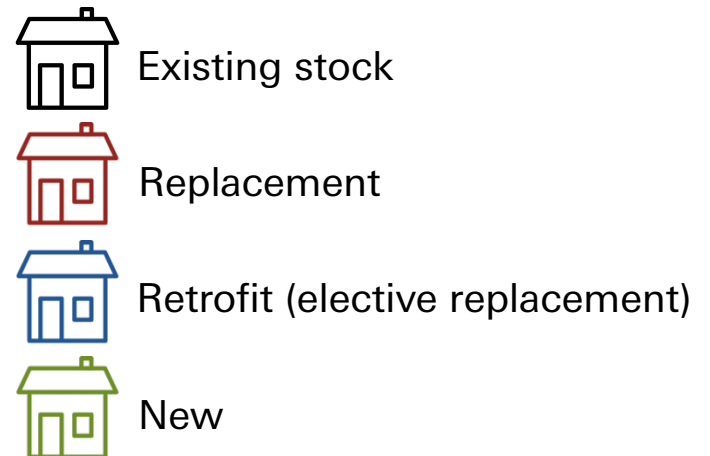 Existing stock
Replacement
Retrofit (elective replacement)
New